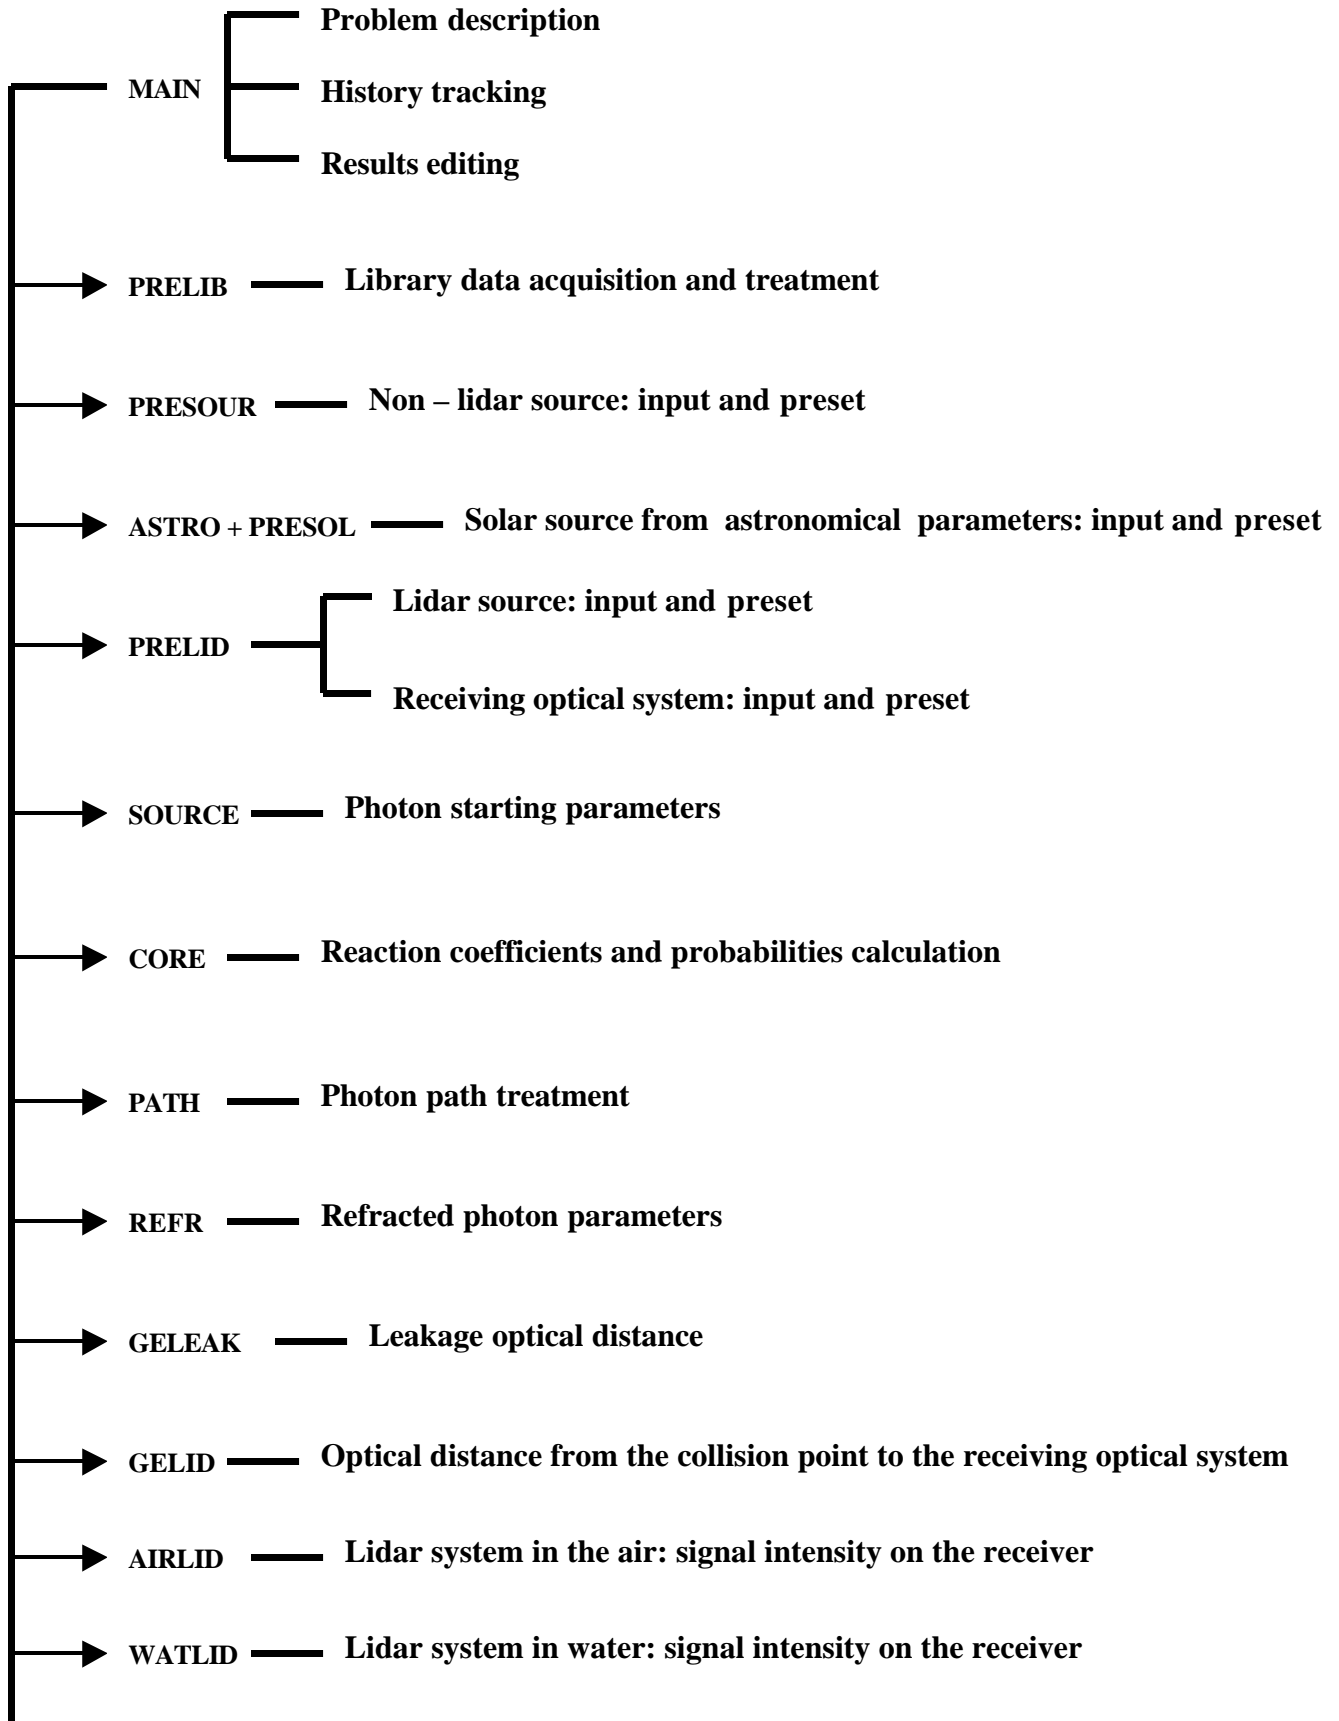 Problem description
MAIN History tracking
Results editing
PRELIB Library data acquisition and treatment
PRESOUR Non – lidar source: input and preset
ASTRO + PRESOL Solar source from astronomical parameters: input and preset
Lidar source: input and preset
PRELID
Receiving optical system: input and preset
SOURCE Photon starting parameters
CORE Reaction coefficients and probabilities calculation
PATH Photon path treatment
REFR Refracted photon parameters
GELEAK Leakage optical distance
GELID Optical distance from the collision point to the receiving optical system
AIRLID Lidar system in the air: signal intensity on the receiver
WATLID Lidar system in water: signal intensity on the receiver